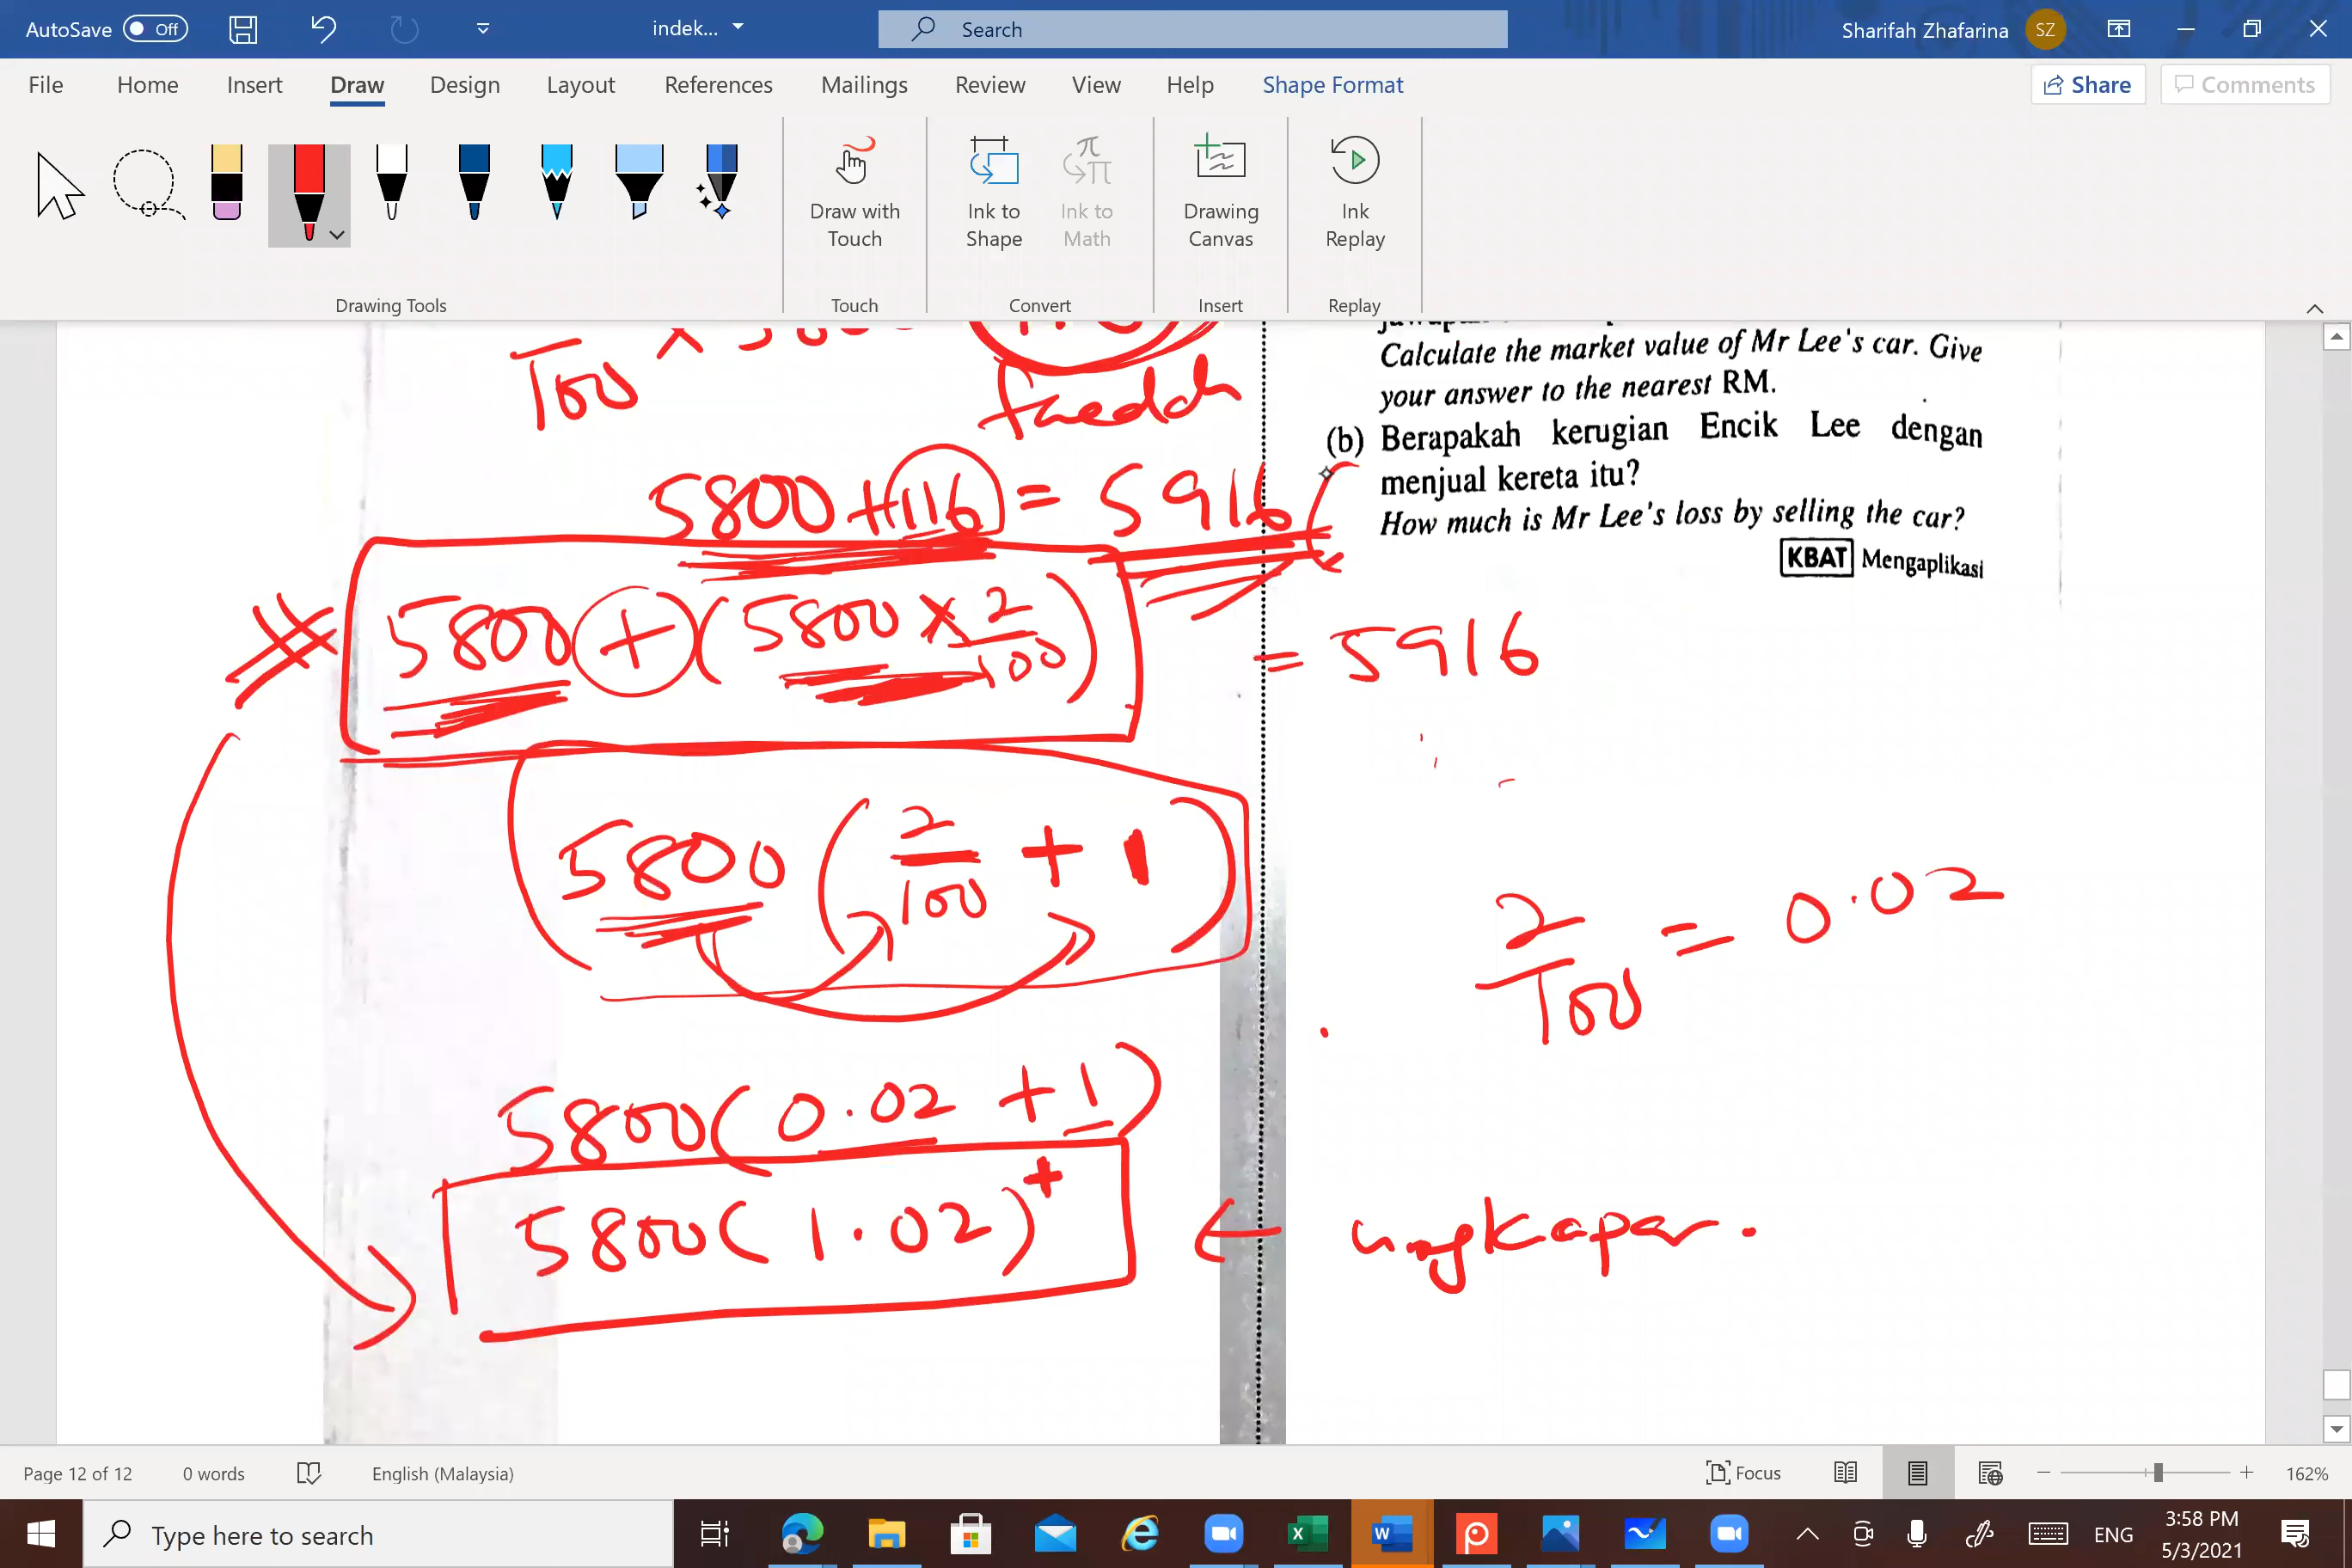 AutoSave Off indek... Search Sharifah Zhafarina SZ
File Home Insert Draw Design Layout References Mailings Review View Help Shape Format Share Comments
Draw with Touch
Ink to Shape
Ink to Math
Drawing Canvas
Ink Replay
Drawing Tools Touch Convert Insert Replay
100
faedah
5800 + 116 = 5916
5800 + (5800 × 2/100) = 5916
5800 (2/100 + 1)
5800(0.02 + 1)
5800(1.02)^t
Calculate the market value of Mr Lee's car. Give
your answer to the nearest RM.
(b) Berapakah kerugian Encik Lee dengan
menjual kereta itu?
How much is Mr Lee's loss by selling the car?
KBAT Mengaplikasi
2/100 = 0.02
← ungkapan.
Page 12 of 12 0 words English (Malaysia) Focus 162%
Type here to search ENG 3:58 PM
5/3/2021